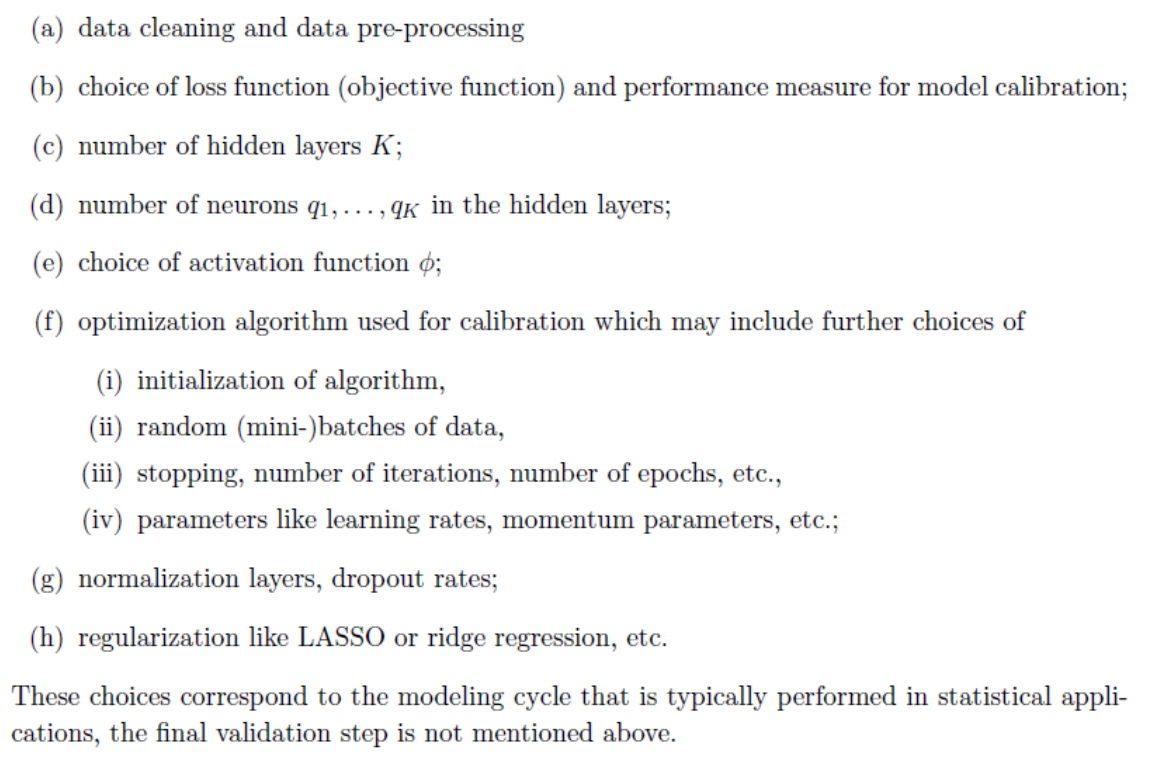 (a) data cleaning and data pre-processing
(b) choice of loss function (objective function) and performance measure for model calibration;
(c) number of hidden layers K;
(d) number of neurons q₁, . . . , q_K in the hidden layers;
(e) choice of activation function ϕ;
(f) optimization algorithm used for calibration which may include further choices of
(i) initialization of algorithm,
(ii) random (mini-)batches of data,
(iii) stopping, number of iterations, number of epochs, etc.,
(iv) parameters like learning rates, momentum parameters, etc.;
(g) normalization layers, dropout rates;
(h) regularization like LASSO or ridge regression, etc.
These choices correspond to the modeling cycle that is typically performed in statistical appli-
cations, the final validation step is not mentioned above.